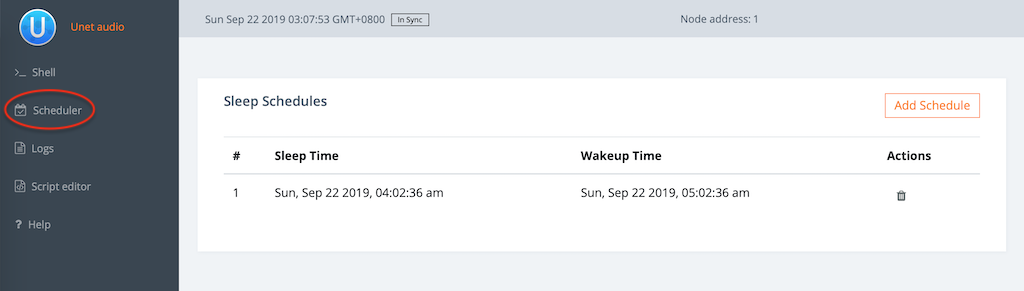 U Unet audio
Sun Sep 22 2019 03:07:53 GMT+0800 In Sync Node address: 1
>_ Shell
Scheduler
Logs
Script editor
? Help
Sleep Schedules
Add Schedule
# Sleep Time Wakeup Time Actions
1 Sun, Sep 22 2019, 04:02:36 am Sun, Sep 22 2019, 05:02:36 am